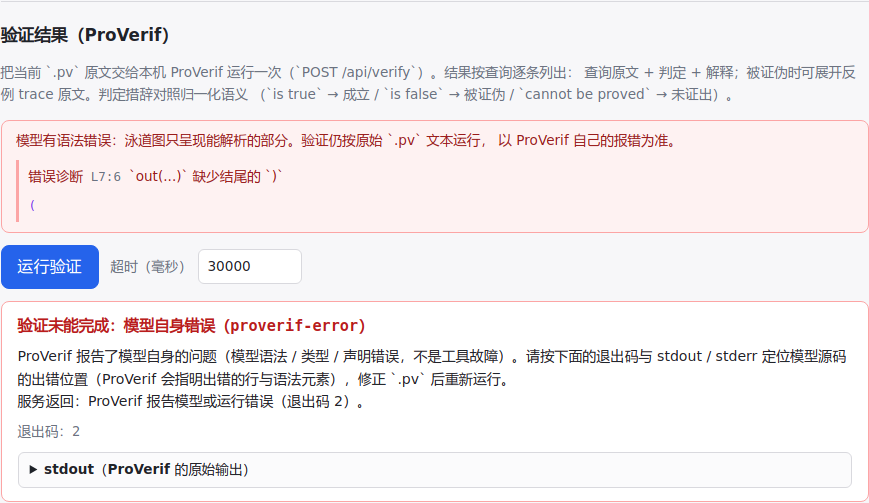 验证结果（ProVerif）
把当前 `.pv` 原文交给本机 ProVerif 运行一次（`POST /api/verify`）。结果按查询逐条列出： 查询原文 + 判定 + 解释；被证伪时可展开反
例 trace 原文。判定措辞对照归一化语义 （`is true` → 成立 / `is false` → 被证伪 / `cannot be proved` → 未证出）。
模型有语法错误：泳道图只呈现能解析的部分。验证仍按原始 `.pv` 文本运行， 以 ProVerif 自己的报错为准。
错误诊断 L7:6 `out(…)` 缺少结尾的 `)`
(
运行验证 超时（毫秒） 30000
验证未能完成：模型自身错误（proverif-error）
ProVerif 报告了模型自身的问题（模型语法 / 类型 / 声明错误，不是工具故障）。请按下面的退出码与 stdout / stderr 定位模型源码
的出错位置（ProVerif 会指明出错的行与语法元素），修正 `.pv` 后重新运行。
服务返回：ProVerif 报告模型或运行错误（退出码 2）。
退出码：2
▶ stdout（ProVerif 的原始输出）